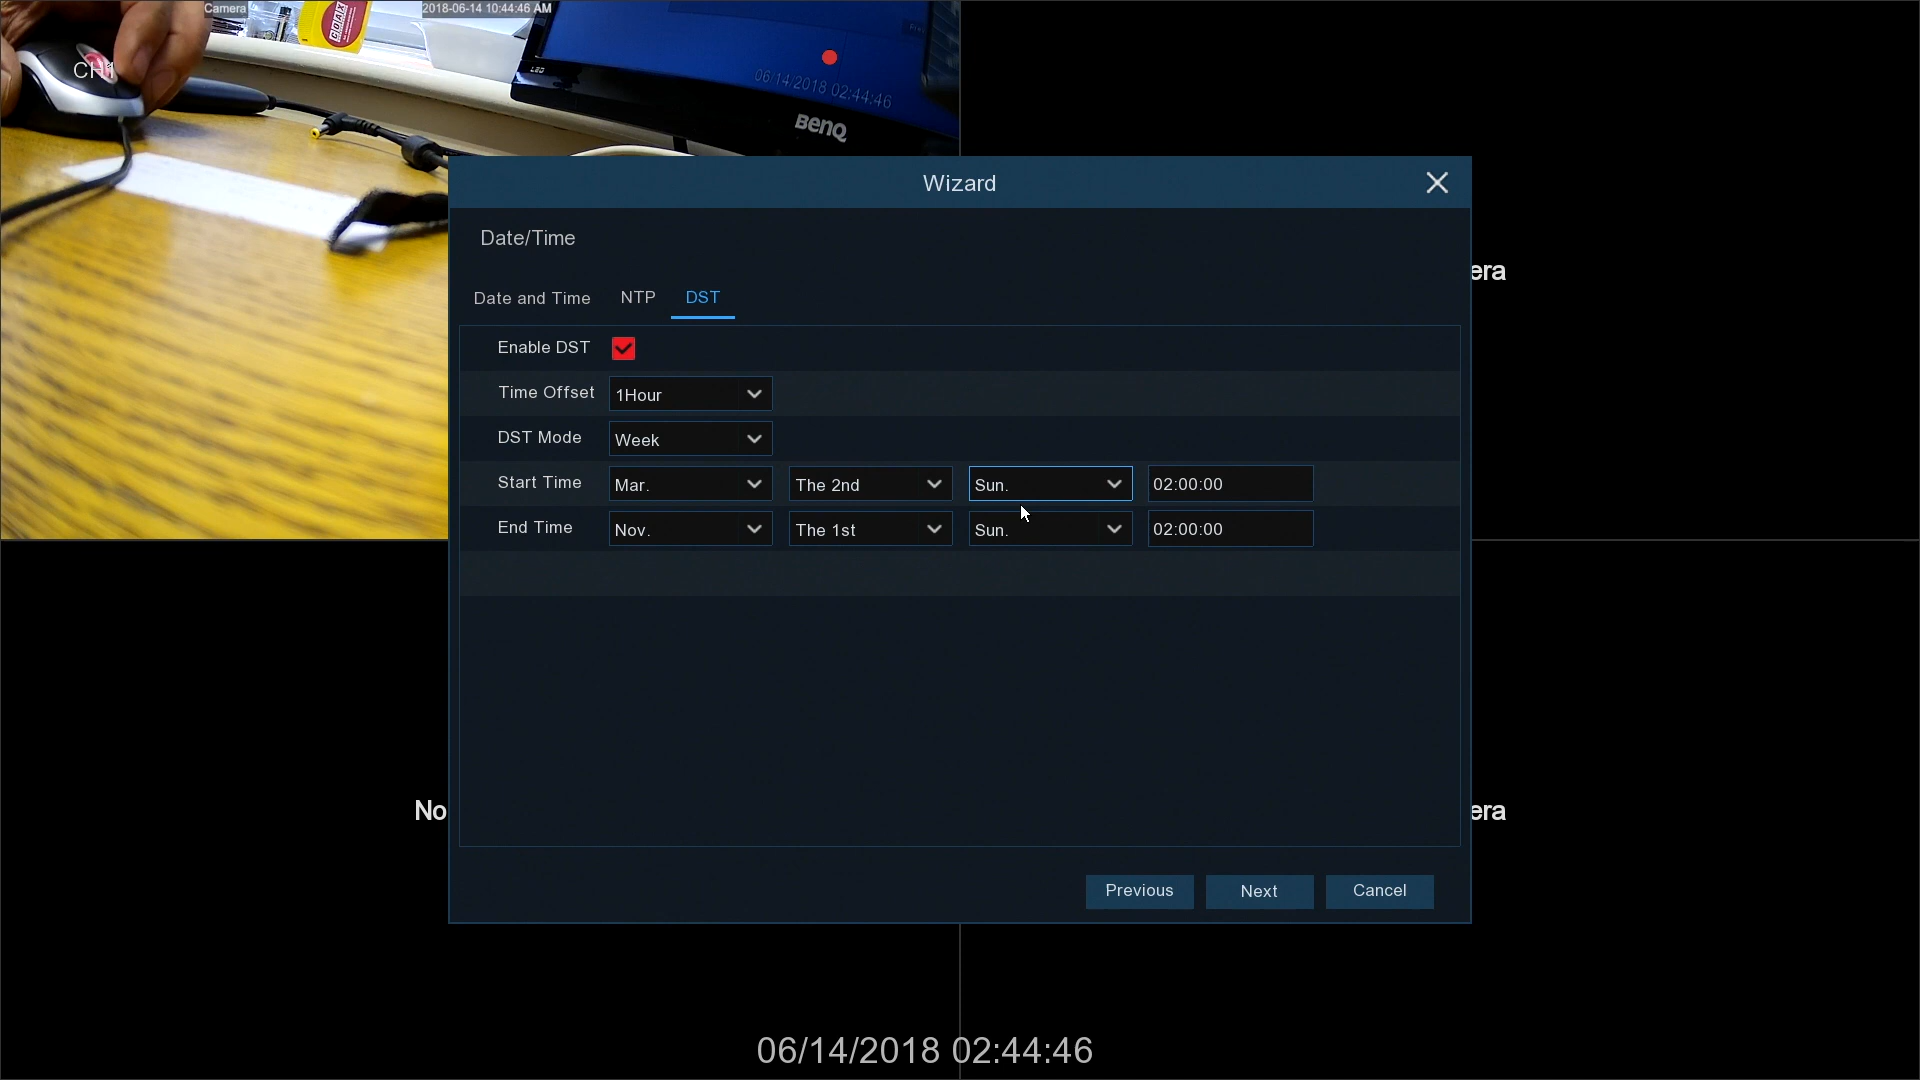 Camera 2018-06-14 10:44:46 AM
CH1
COAX
LED
06/14/2018 02:44:46
BenQ
Wizard
Date/Time
Date and Time NTP DST
Enable DST
Time Offset 1Hour
DST Mode Week
Start Time Mar. The 2nd Sun. 02:00:00
End Time Nov. The 1st Sun. 02:00:00
era
No
era
Previous Next Cancel
06/14/2018 02:44:46